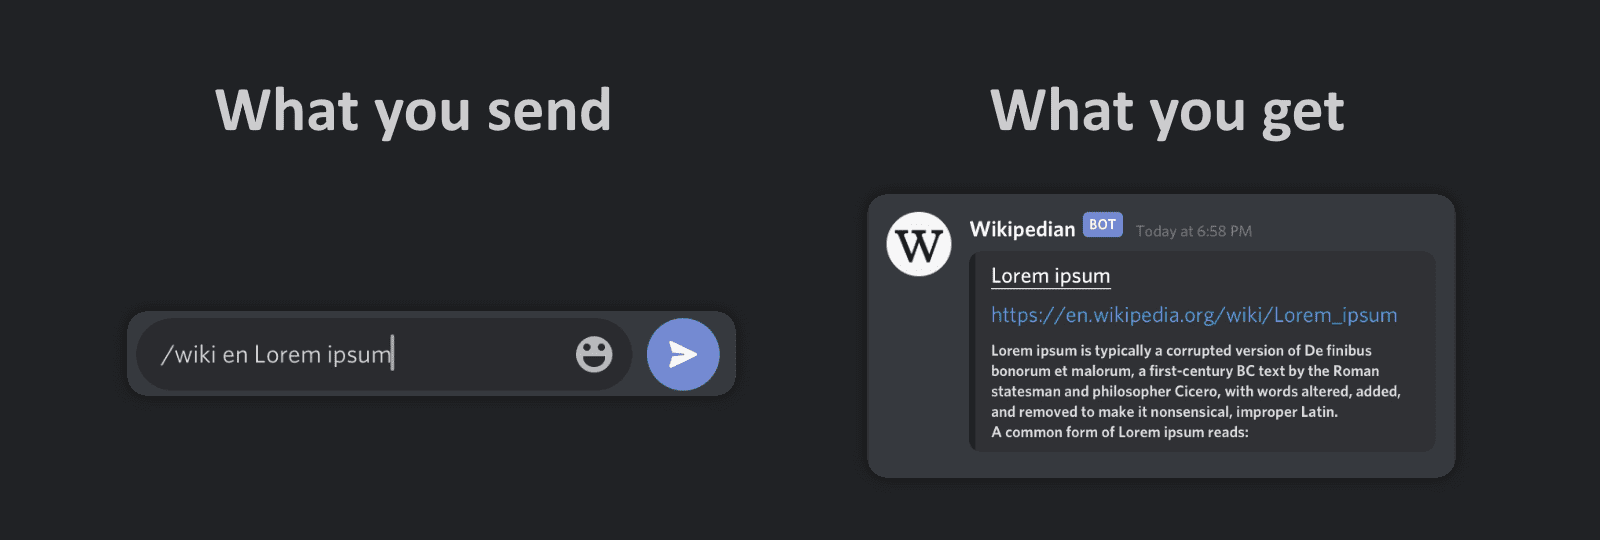 What you send
/wiki en Lorem ipsum
What you get
W
Wikipedian BOT Today at 6:58 PM
Lorem ipsum
https://en.wikipedia.org/wiki/Lorem_ipsum
Lorem ipsum is typically a corrupted version of De finibus
bonorum et malorum, a first-century BC text by the Roman
statesman and philosopher Cicero, with words altered, added,
and removed to make it nonsensical, improper Latin.
A common form of Lorem ipsum reads: